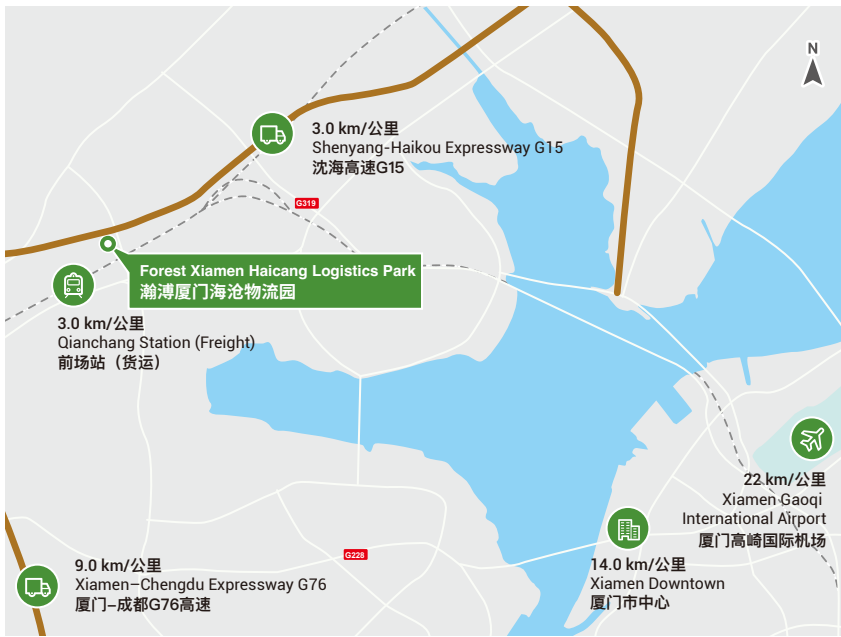 N
3.0 km/公里
Shenyang-Haikou Expressway G15
沈海高速G15
G319
Forest Xiamen Haicang Logistics Park
瀚溥厦门海沧物流园
3.0 km/公里
Qianchang Station (Freight)
前场站（货运）
22 km/公里
Xiamen Gaoqi
International Airport
厦门高崎国际机场
G228
9.0 km/公里
Xiamen–Chengdu Expressway G76
厦门–成都G76高速
14.0 km/公里
Xiamen Downtown
厦门市中心